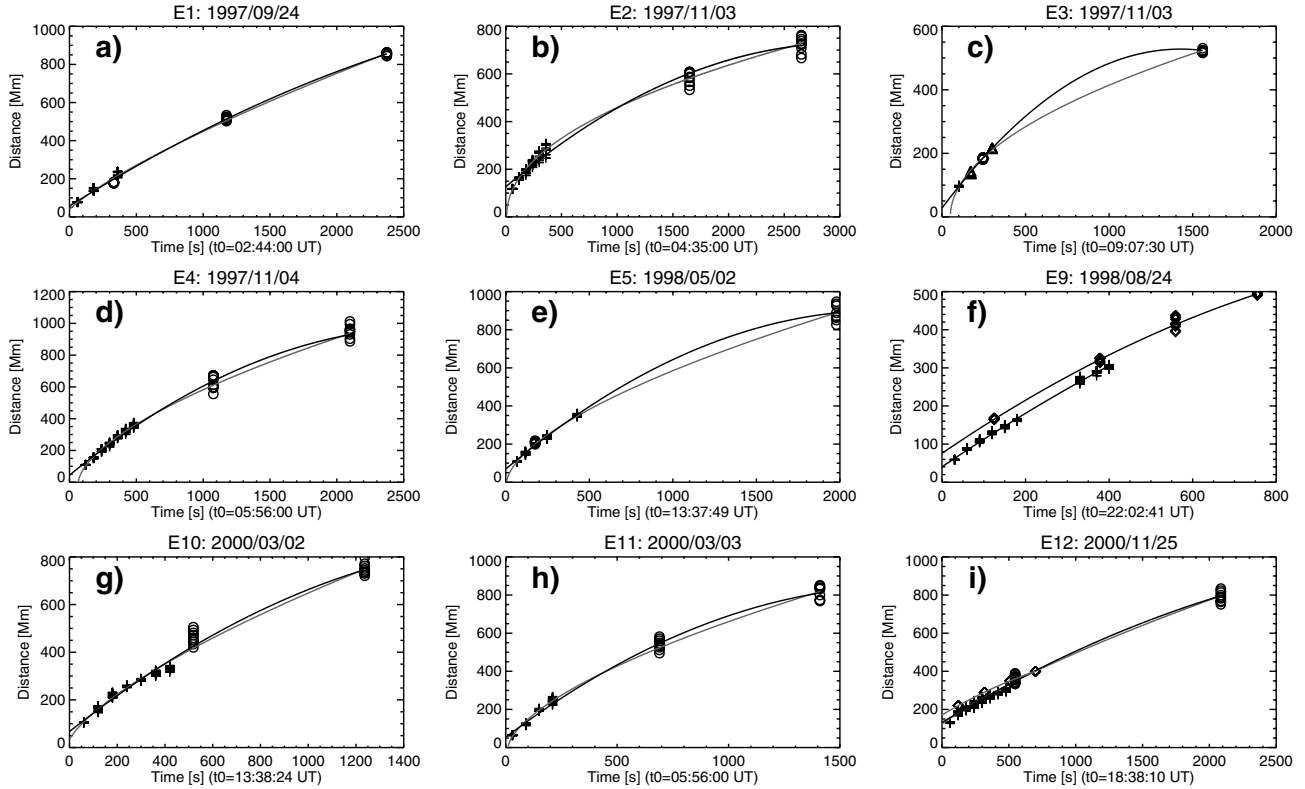 E1: 1997/09/24
a)
1000
800
600
400
200
0
Distance [Mm]
0 500 1000 1500 2000 2500
Time [s] (t0=02:44:00 UT)
E2: 1997/11/03
b)
800
600
400
200
0
Distance [Mm]
0 500 1000 1500 2000 2500 3000
Time [s] (t0=04:35:00 UT)
E3: 1997/11/03
c)
600
400
200
0
Distance [Mm]
0 500 1000 1500 2000
Time [s] (t0=09:07:30 UT)
E4: 1997/11/04
d)
1200
1000
800
600
400
200
0
Distance [Mm]
0 500 1000 1500 2000 2500
Time [s] (t0=05:56:00 UT)
E5: 1998/05/02
e)
1000
800
600
400
200
0
Distance [Mm]
0 500 1000 1500 2000
Time [s] (t0=13:37:49 UT)
E9: 1998/08/24
f)
500
400
300
200
100
0
Distance [Mm]
0 200 400 600 800
Time [s] (t0=22:02:41 UT)
E10: 2000/03/02
g)
800
600
400
200
0
Distance [Mm]
0 200 400 600 800 1000 1200 1400
Time [s] (t0=13:38:24 UT)
E11: 2000/03/03
h)
1000
800
600
400
200
0
Distance [Mm]
0 500 1000 1500
Time [s] (t0=05:56:00 UT)
E12: 2000/11/25
i)
1000
800
600
400
200
0
Distance [Mm]
0 500 1000 1500 2000 2500
Time [s] (t0=18:38:10 UT)